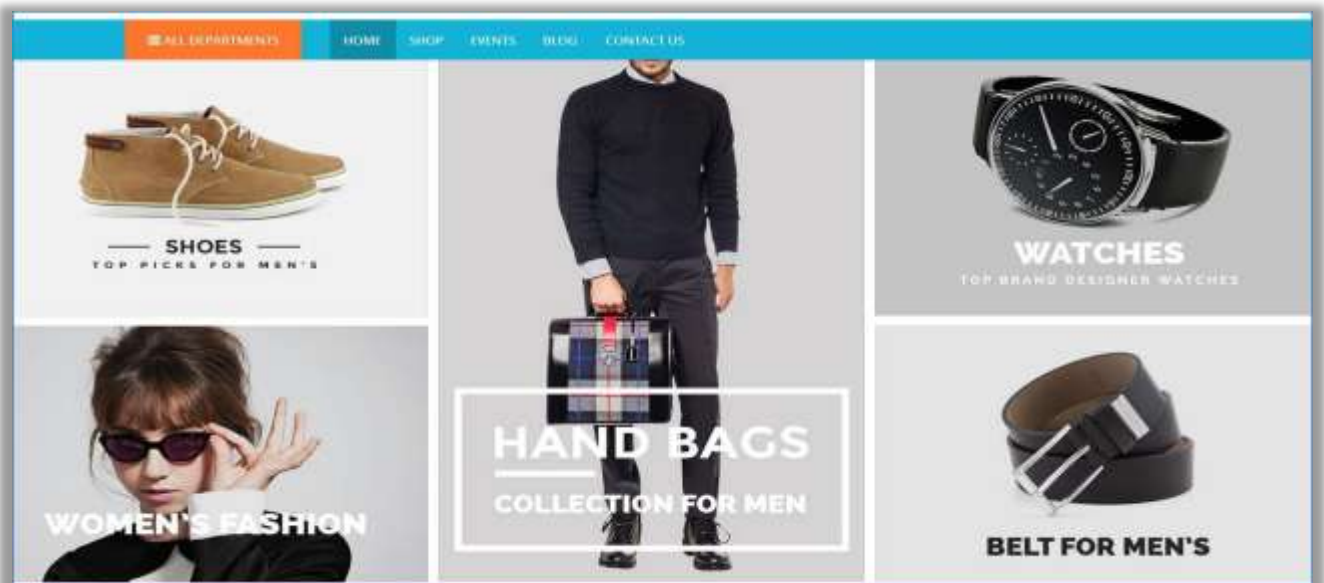 ALL DEPARTMENTS
HOME
SHOP
EVENTS
BLOG
CONTACT US
SHOES
TOP PICKS FOR MEN'S
WOMEN'S FASHION
HAND BAGS
COLLECTION FOR MEN
WATCHES
TOP BRAND DESIGNER WATCHES
BELT FOR MEN'S